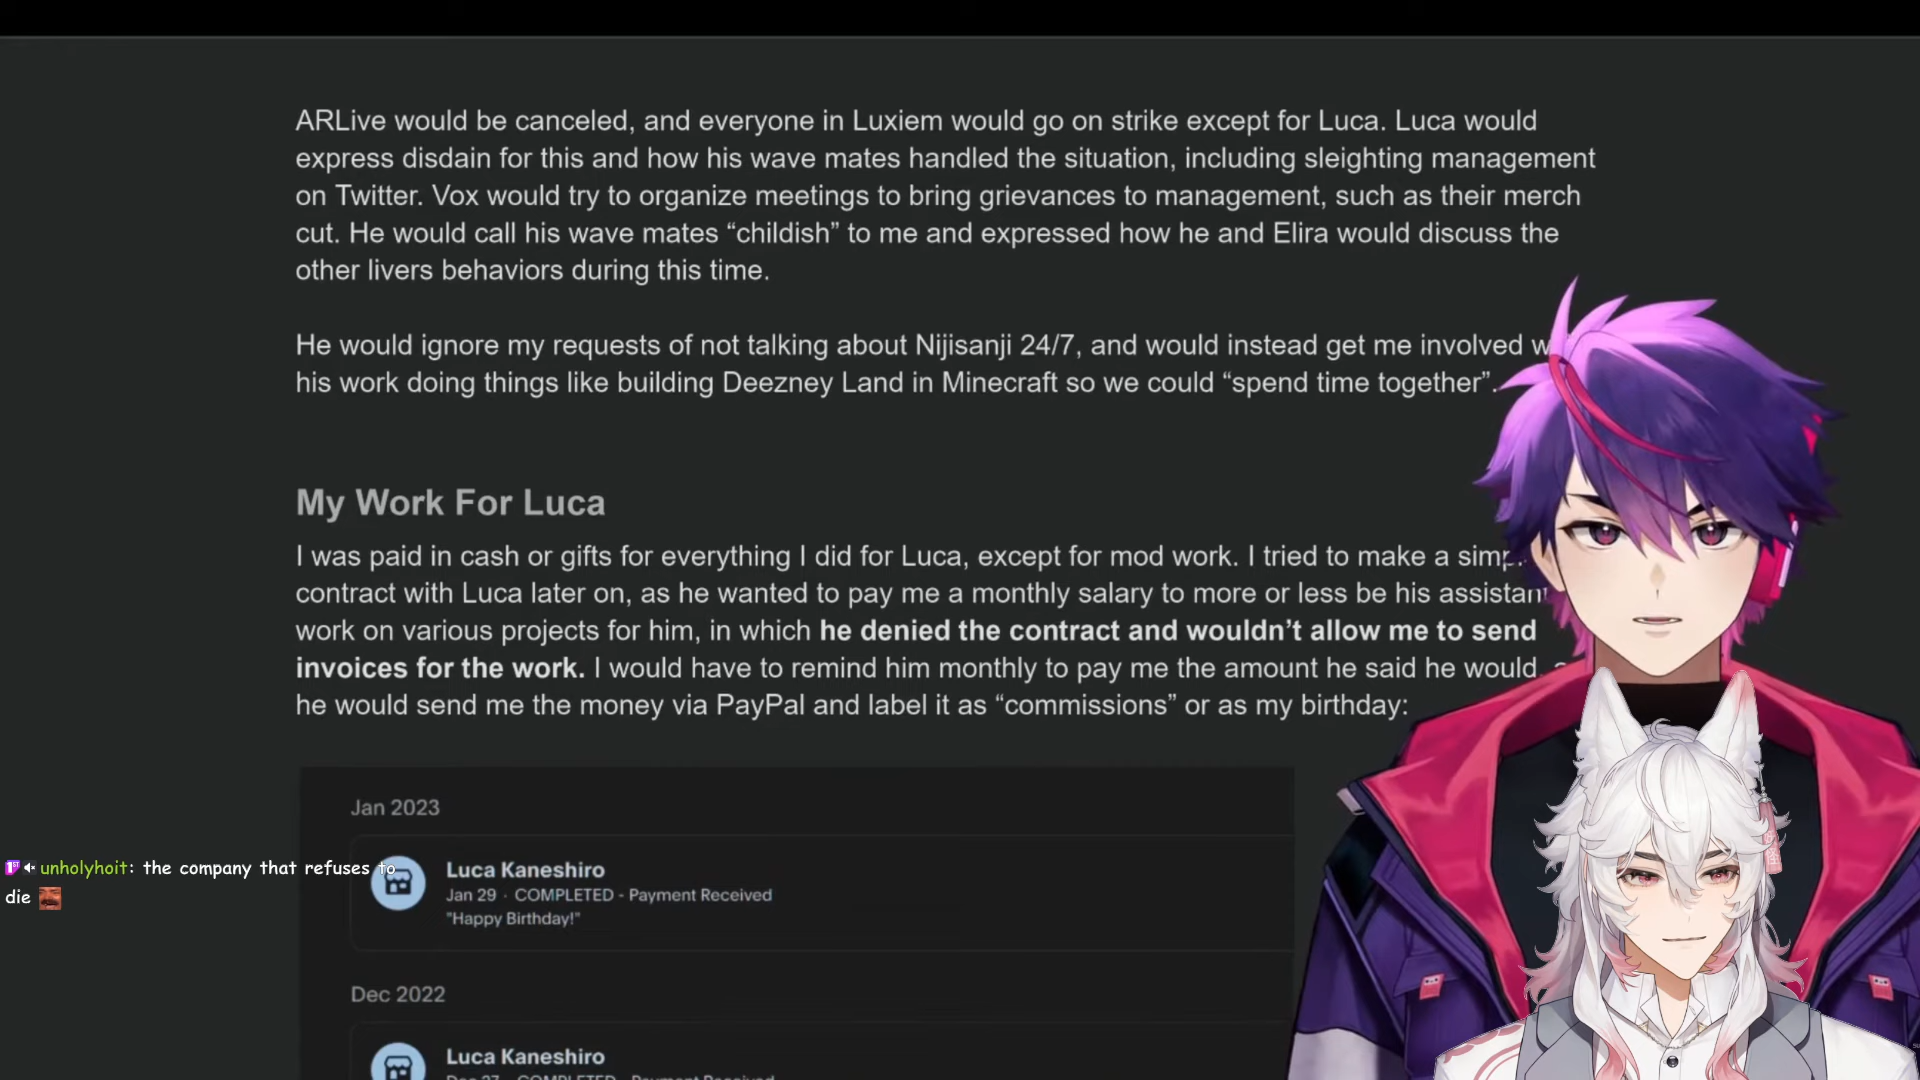 ARLive would be canceled, and everyone in Luxiem would go on strike except for Luca. Luca would
express disdain for this and how his wave mates handled the situation, including sleighting management
on Twitter. Vox would try to organize meetings to bring grievances to management, such as their merch
cut. He would call his wave mates “childish” to me and expressed how he and Elira would discuss the
other livers behaviors during this time.
He would ignore my requests of not talking about Nijisanji 24/7, and would instead get me involved
his work doing things like building Deezney Land in Minecraft so we could “spend time together”.
My Work For Luca
I was paid in cash or gifts for everything I did for Luca, except for mod work. I tried to make a
contract with Luca later on, as he wanted to pay me a monthly salary to more or less be his
work on various projects for him, in which he denied the contract and wouldn’t allow me to send
invoices for the work. I would have to remind him monthly to pay me the amount he said he would,
he would send me the money via PayPal and label it as “commissions” or as my birthday:
Jan 2023
Luca Kaneshiro
Jan 29 · COMPLETED - Payment Received
"Happy Birthday!"
unholyhoit: the company that refuses to
die
Dec 2022
Luca Kaneshiro